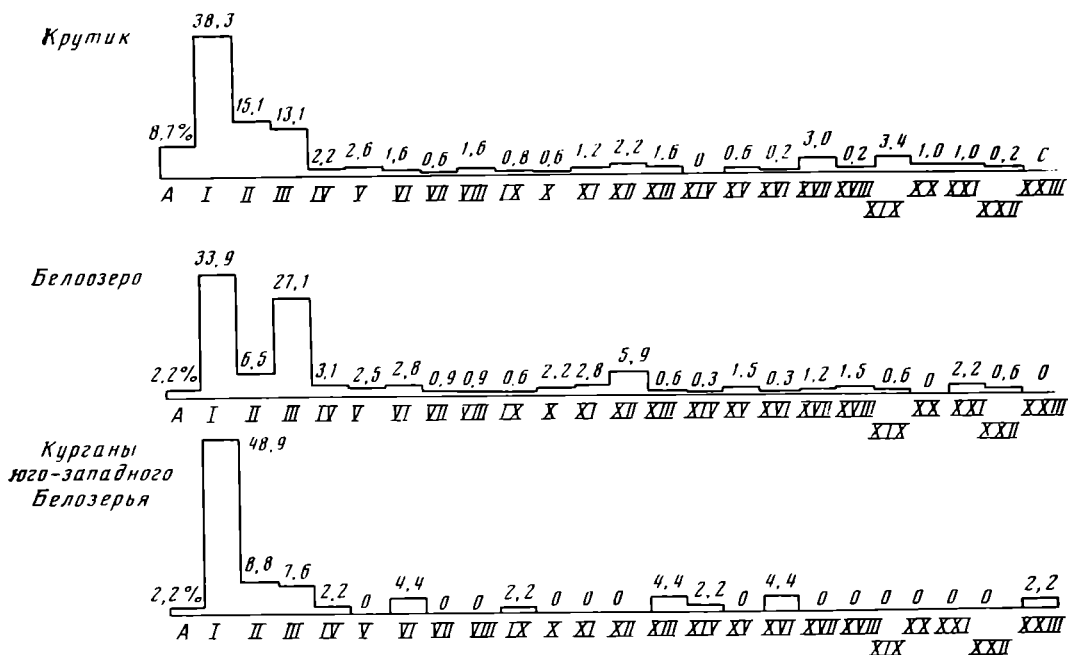 38,3
Крутик
15,1
13,1
8,7% 2,2 2,6 1,6 0,6 1,6 0,8 0,6 1,2 2,2 1,6 0 0,6 0,2 3,0 0,2 3,4 1,0 1,0 0,2 С
А I II III IV V VI VII VIII IX X XI XII XIII XIV XV XVI XVII XVIII XIX XX XXI XXII XXIII
33,9
Белоозеро
27,1
2,2% 6,5 3,1 2,5 2,8 0,9 0,9 0,6 2,2 2,8 5,9 0,6 0,3 1,5 0,3 1,2 1,5 0,6 0 2,2 0,6 0
А I II III IV V VI VII VIII IX X XI XII XIII XIV XV XVI XVII XVIII XIX XX XXI XXII XXIII
Курганы 48,9
юго-западного
Белозерья
2,2% 8,8 7,6 2,2 0 4,4 0 0 2,2 0 0 0 4,4 2,2 0 4,4 0 0 0 0 0 0 2,2
А I II III IV V VI VII VIII IX X XI XII XIII XIV XV XVI XVII XVIII XIX XX XXI XXII XXIII